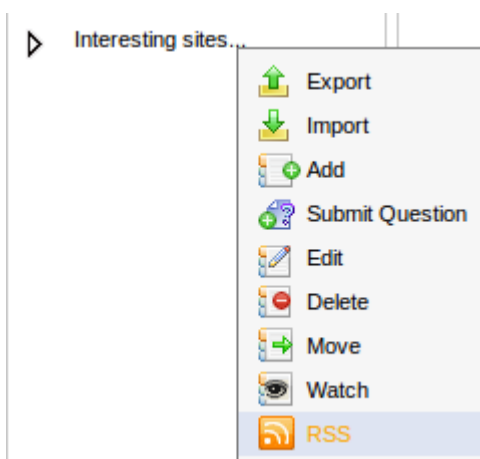 Interesting sites...
Export
Import
Add
Submit Question
Edit
Delete
Move
Watch
RSS